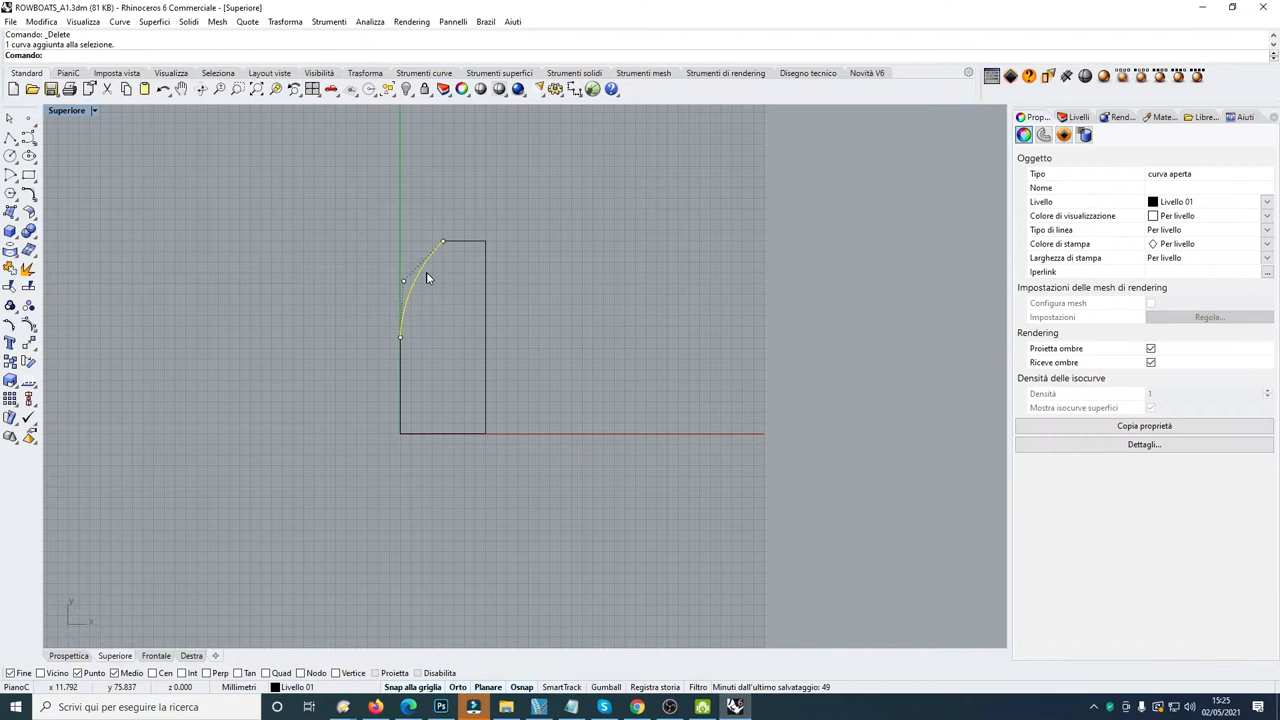 ROWBOATS_A1.3dm (81 KB) - Rhinoceros 6 Commerciale - [Superiore]
File Modifica Visualizza Curve Superfici Solidi Mesh Quote Trasforma Strumenti Analizza Rendering Pannelli Brazil Aiuti
Comando: _Delete
1 curva aggiunta alla selezione.
Comando:
Standard PianiC Imposta vista Visualizza Selezione Layout viste Visibilità Trasforma Strumenti curve Strumenti superfici Strumenti solidi Strumenti mesh Strumenti di rendering Disegno tecnico Novità V6
Superiore
Prop... Livelli Rend... Mate... Libre... Aiuti
Oggetto
Tipo curva aperta
Nome
Livello Livello 01
Colore di visualizzazione Per livello
Tipo di linea Per livello
Colore di stampa Per livello
Larghezza di stampa Per livello
Iperlink ...
Impostazioni delle mesh di rendering
Configura mesh
Impostazioni Regola...
Rendering
Proietta ombre
Riceve ombre
Densità delle isocurve
Densità 1
Mostra isocurve superfici
Copia proprietà
Dettagli...
y
x
Prospettica Superiore Frontale Destra
Fine Vicino Punto Medio Cen Int Perp Tan Quad Nodo Vertice Proietta Disabilita
PianoC x 11.792 y 75.837 z 0.000 Millimetri Livello 01 Snap alla griglia Orto Planare Osnap SmartTrack Gumball Registra storia Filtro Minuti dall'ultimo salvataggio: 49
Scrivi qui per eseguire la ricerca
15:25
02/05/2021